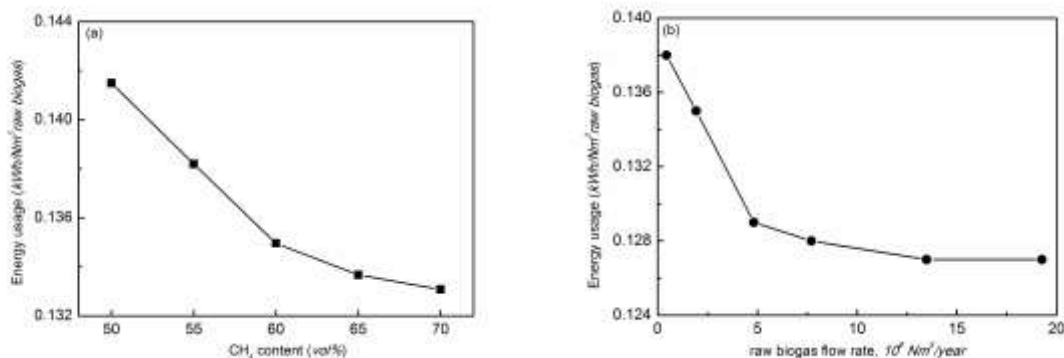 (a)
Energy usage (kWh/Nm³ raw biogas)
0.144
0.140
0.136
0.132
50 55 60 65 70
CH₄ content (vol%)
(b)
Energy usage (kWh/Nm³ raw biogas)
0.140
0.136
0.132
0.128
0.124
0 5 10 15 20
raw biogas flow rate, 10⁶ Nm³/year